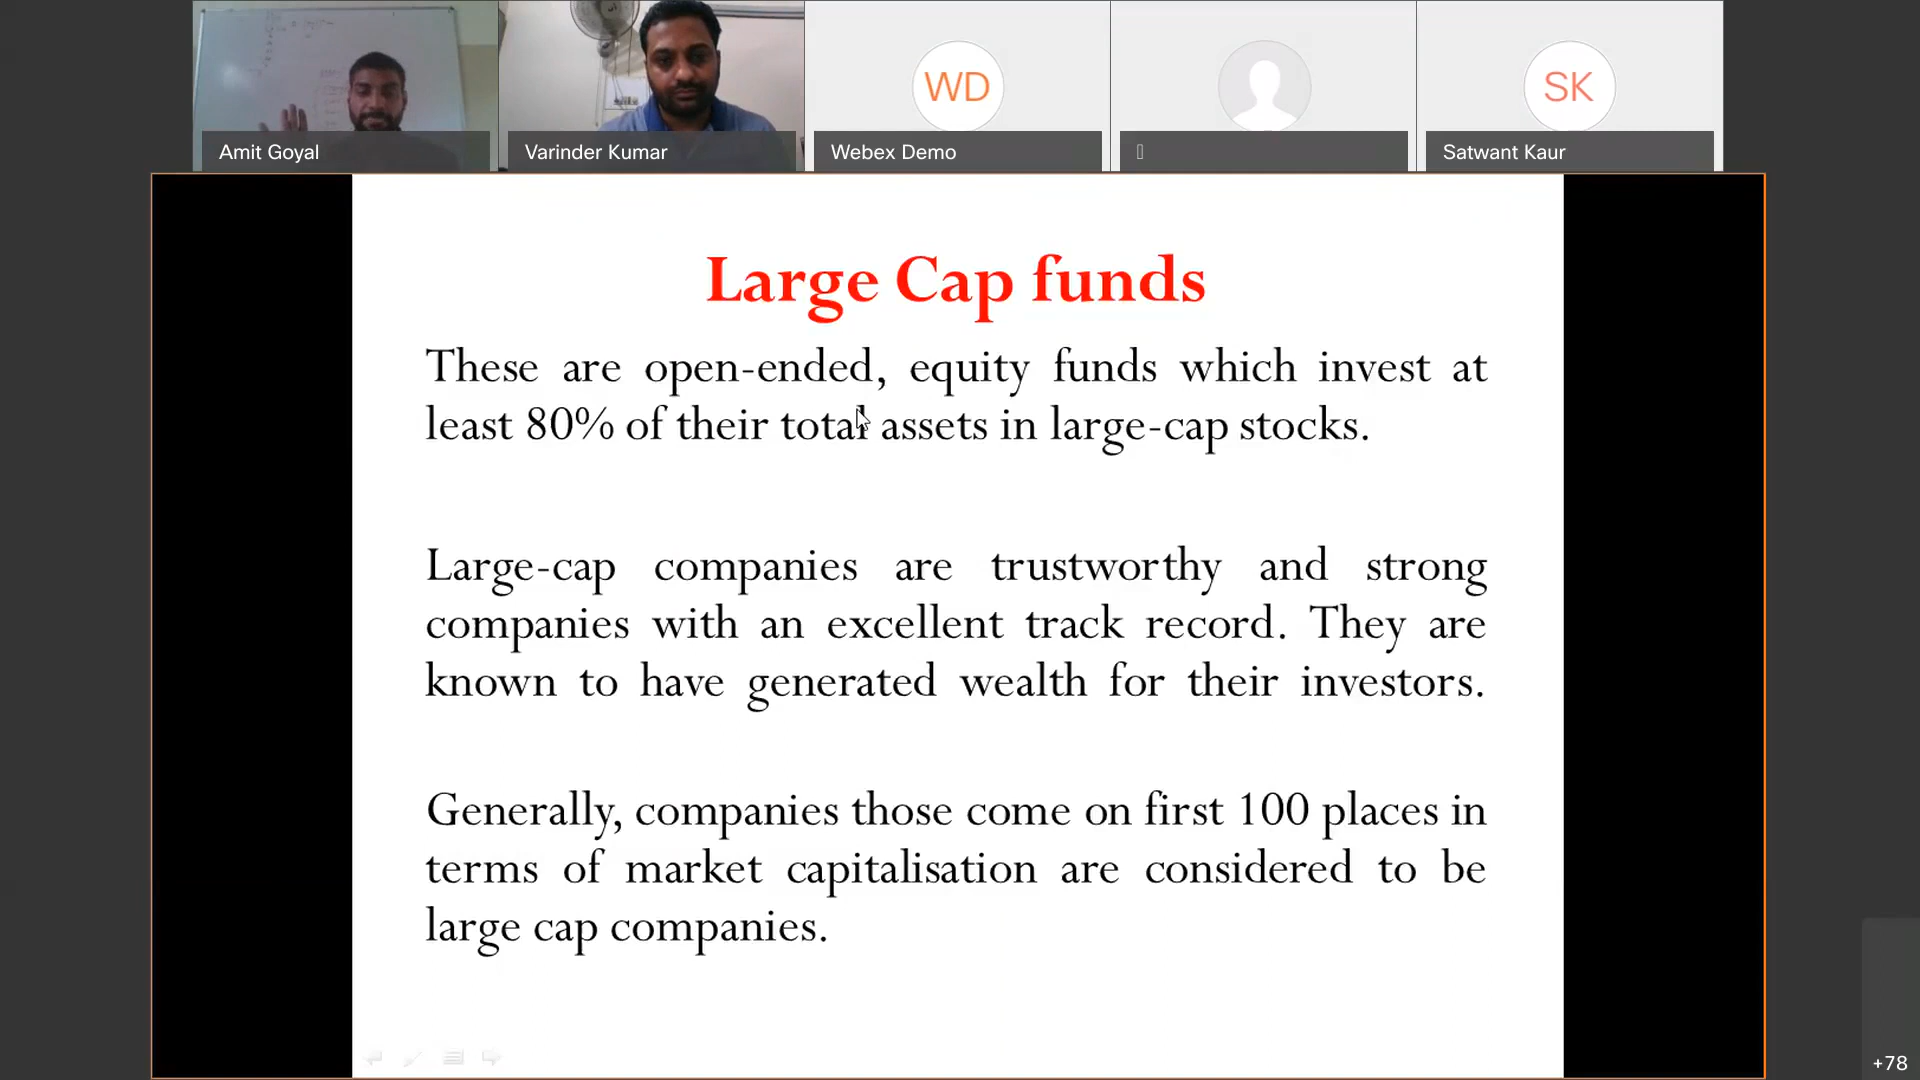 WD
SK
Amit Goyal
Varinder Kumar
Webex Demo
Satwant Kaur
Large Cap funds
These are open-ended, equity funds which invest at
least 80% of their total assets in large-cap stocks.
Large-cap companies are trustworthy and strong
companies with an excellent track record. They are
known to have generated wealth for their investors.
Generally, companies those come on first 100 places in
terms of market capitalisation are considered to be
large cap companies.
+78